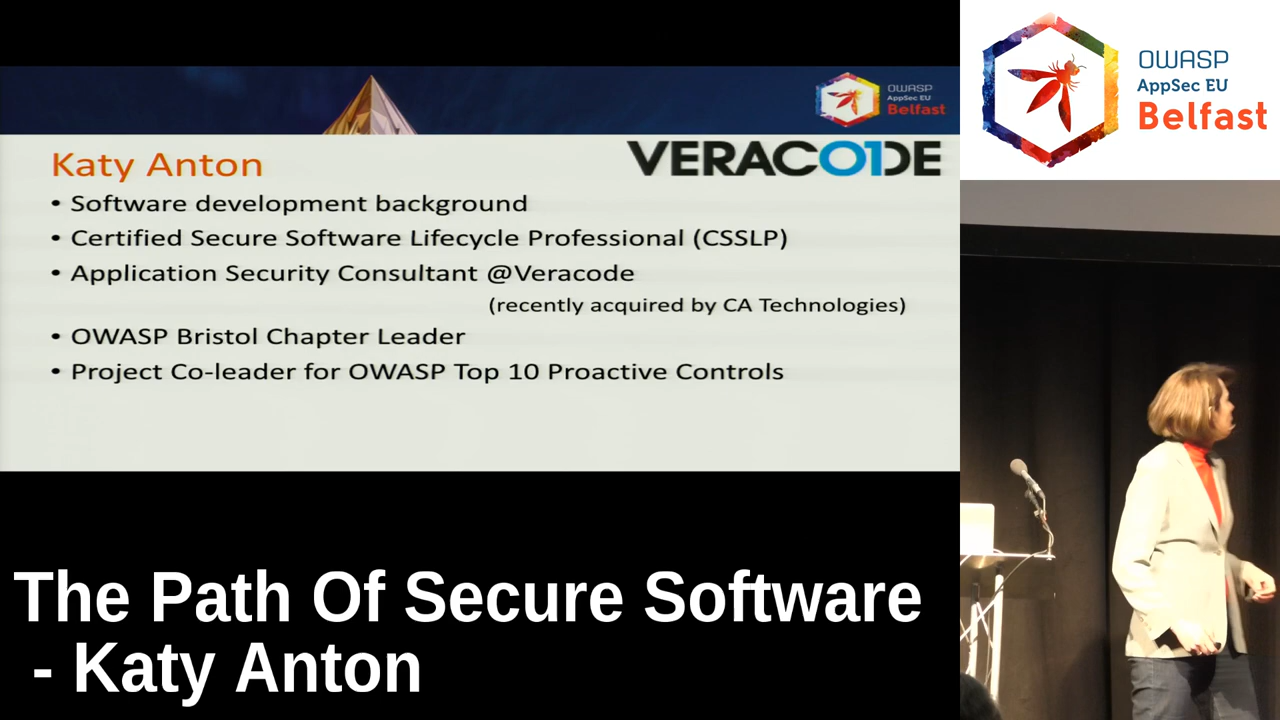 OWASP
AppSec EU
Belfast
Katy Anton
VERACODE
• Software development background
• Certified Secure Software Lifecycle Professional (CSSLP)
• Application Security Consultant @Veracode
(recently acquired by CA Technologies)
• OWASP Bristol Chapter Leader
• Project Co-leader for OWASP Top 10 Proactive Controls
The Path Of Secure Software
- Katy Anton
OWASP
AppSec EU
Belfast